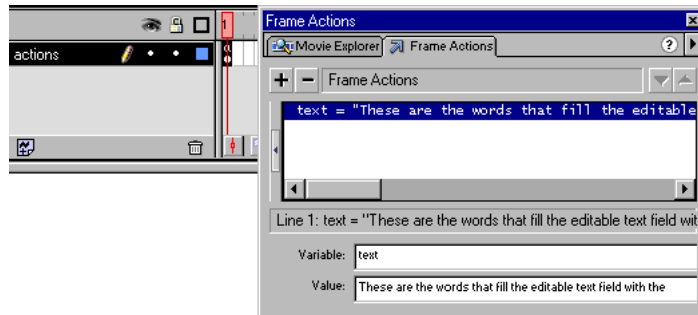 1
actions
a
Frame Actions
Movie Explorer Frame Actions ?
+ - Frame Actions
text = "These are the words that fill the editable
Line 1: text = "These are the words that fill the editable text field wit
Variable: text
Value: These are the words that fill the editable text field with the